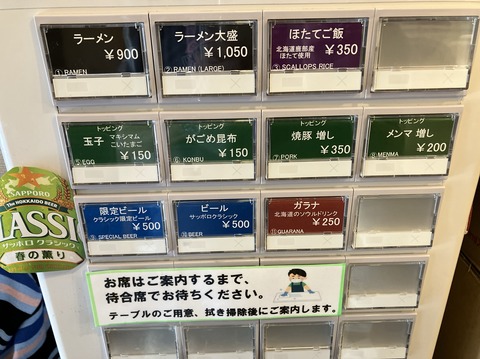 ラーメン
¥900
① RAMEN
ラーメン大盛
¥1,050
② RAMEN (LARGE)
ほたてご飯
北海道鹿部産
ほたて使用
¥350
③ SCALLOPS RICE
トッピング
玉子 マキシマム
こいたまご
¥150
⑤ EGG
トッピング
がごめ昆布
¥150
⑥ KONBU
トッピング
焼豚 増し
¥350
⑦ PORK
トッピング
メンマ 増し
¥200
⑧ MENMA
限定ビール
クラシック限定ビール
¥500
⑨ SPECIAL BEER
ビール
サッポロクラシック
¥500
⑩ BEER
ガラナ
北海道のソウルドリンク
¥250
⑪ GUARANA
SAPPORO
The HOKKAIDO BEER
ASSI
サッポロ クラシック
春の薫り
お席はご案内するまで、
待合席でお待ちください。
テーブルのご用意、拭き掃除後にご案内します。